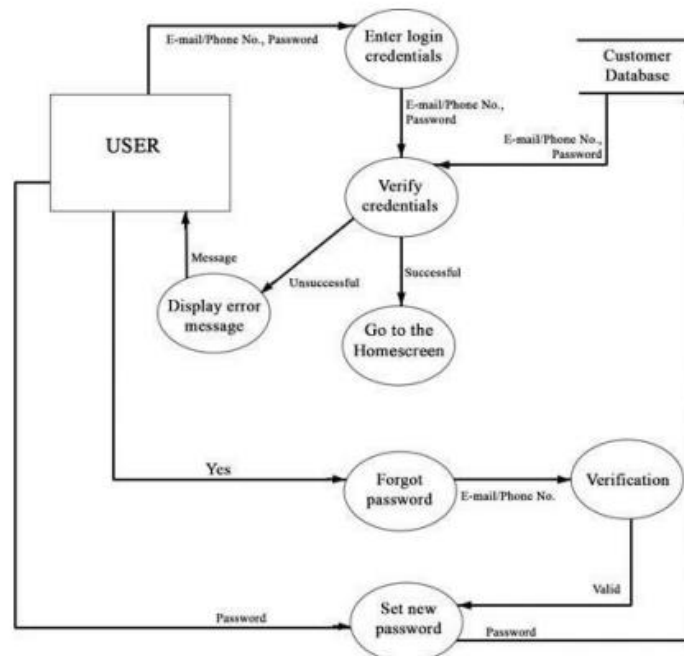 E-mail/Phone No., Password
Enter login
credentials
Customer
Database
E-mail/Phone No.,
Password
E-mail/Phone No.,
Password
USER
Verify
credentials
Message
Unsuccessful
Successful
Display error
message
Go to the
Homescreen
Yes
Forgot
password
E-mail/Phone No.
Verification
Valid
Password
Set new
password
Password